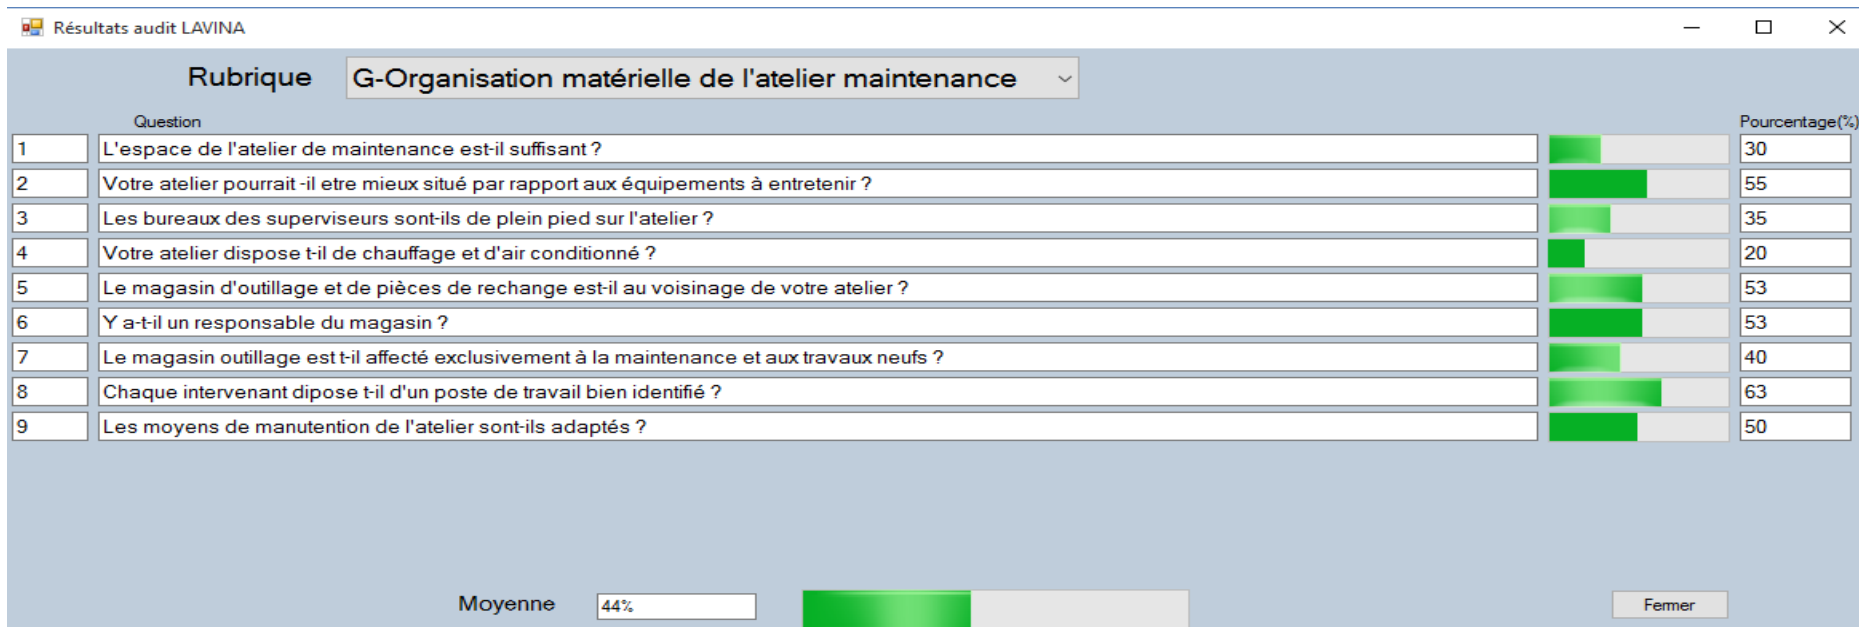 Résultats audit LAVINA
Rubrique G-Organisation matérielle de l'atelier maintenance
Question Pourcentage(%)
1 L'espace de l'atelier de maintenance est-il suffisant ? 30
2 Votre atelier pourrait -il etre mieux situé par rapport aux équipements à entretenir ? 55
3 Les bureaux des superviseurs sont-ils de plein pied sur l'atelier ? 35
4 Votre atelier dispose t-il de chauffage et d'air conditionné ? 20
5 Le magasin d'outillage et de pièces de rechange est-il au voisinage de votre atelier ? 53
6 Y a-t-il un responsable du magasin ? 53
7 Le magasin outillage est t-il affecté exclusivement à la maintenance et aux travaux neufs ? 40
8 Chaque intervenant dipose t-il d'un poste de travail bien identifié ? 63
9 Les moyens de manutention de l'atelier sont-ils adaptés ? 50
Moyenne 44% Fermer